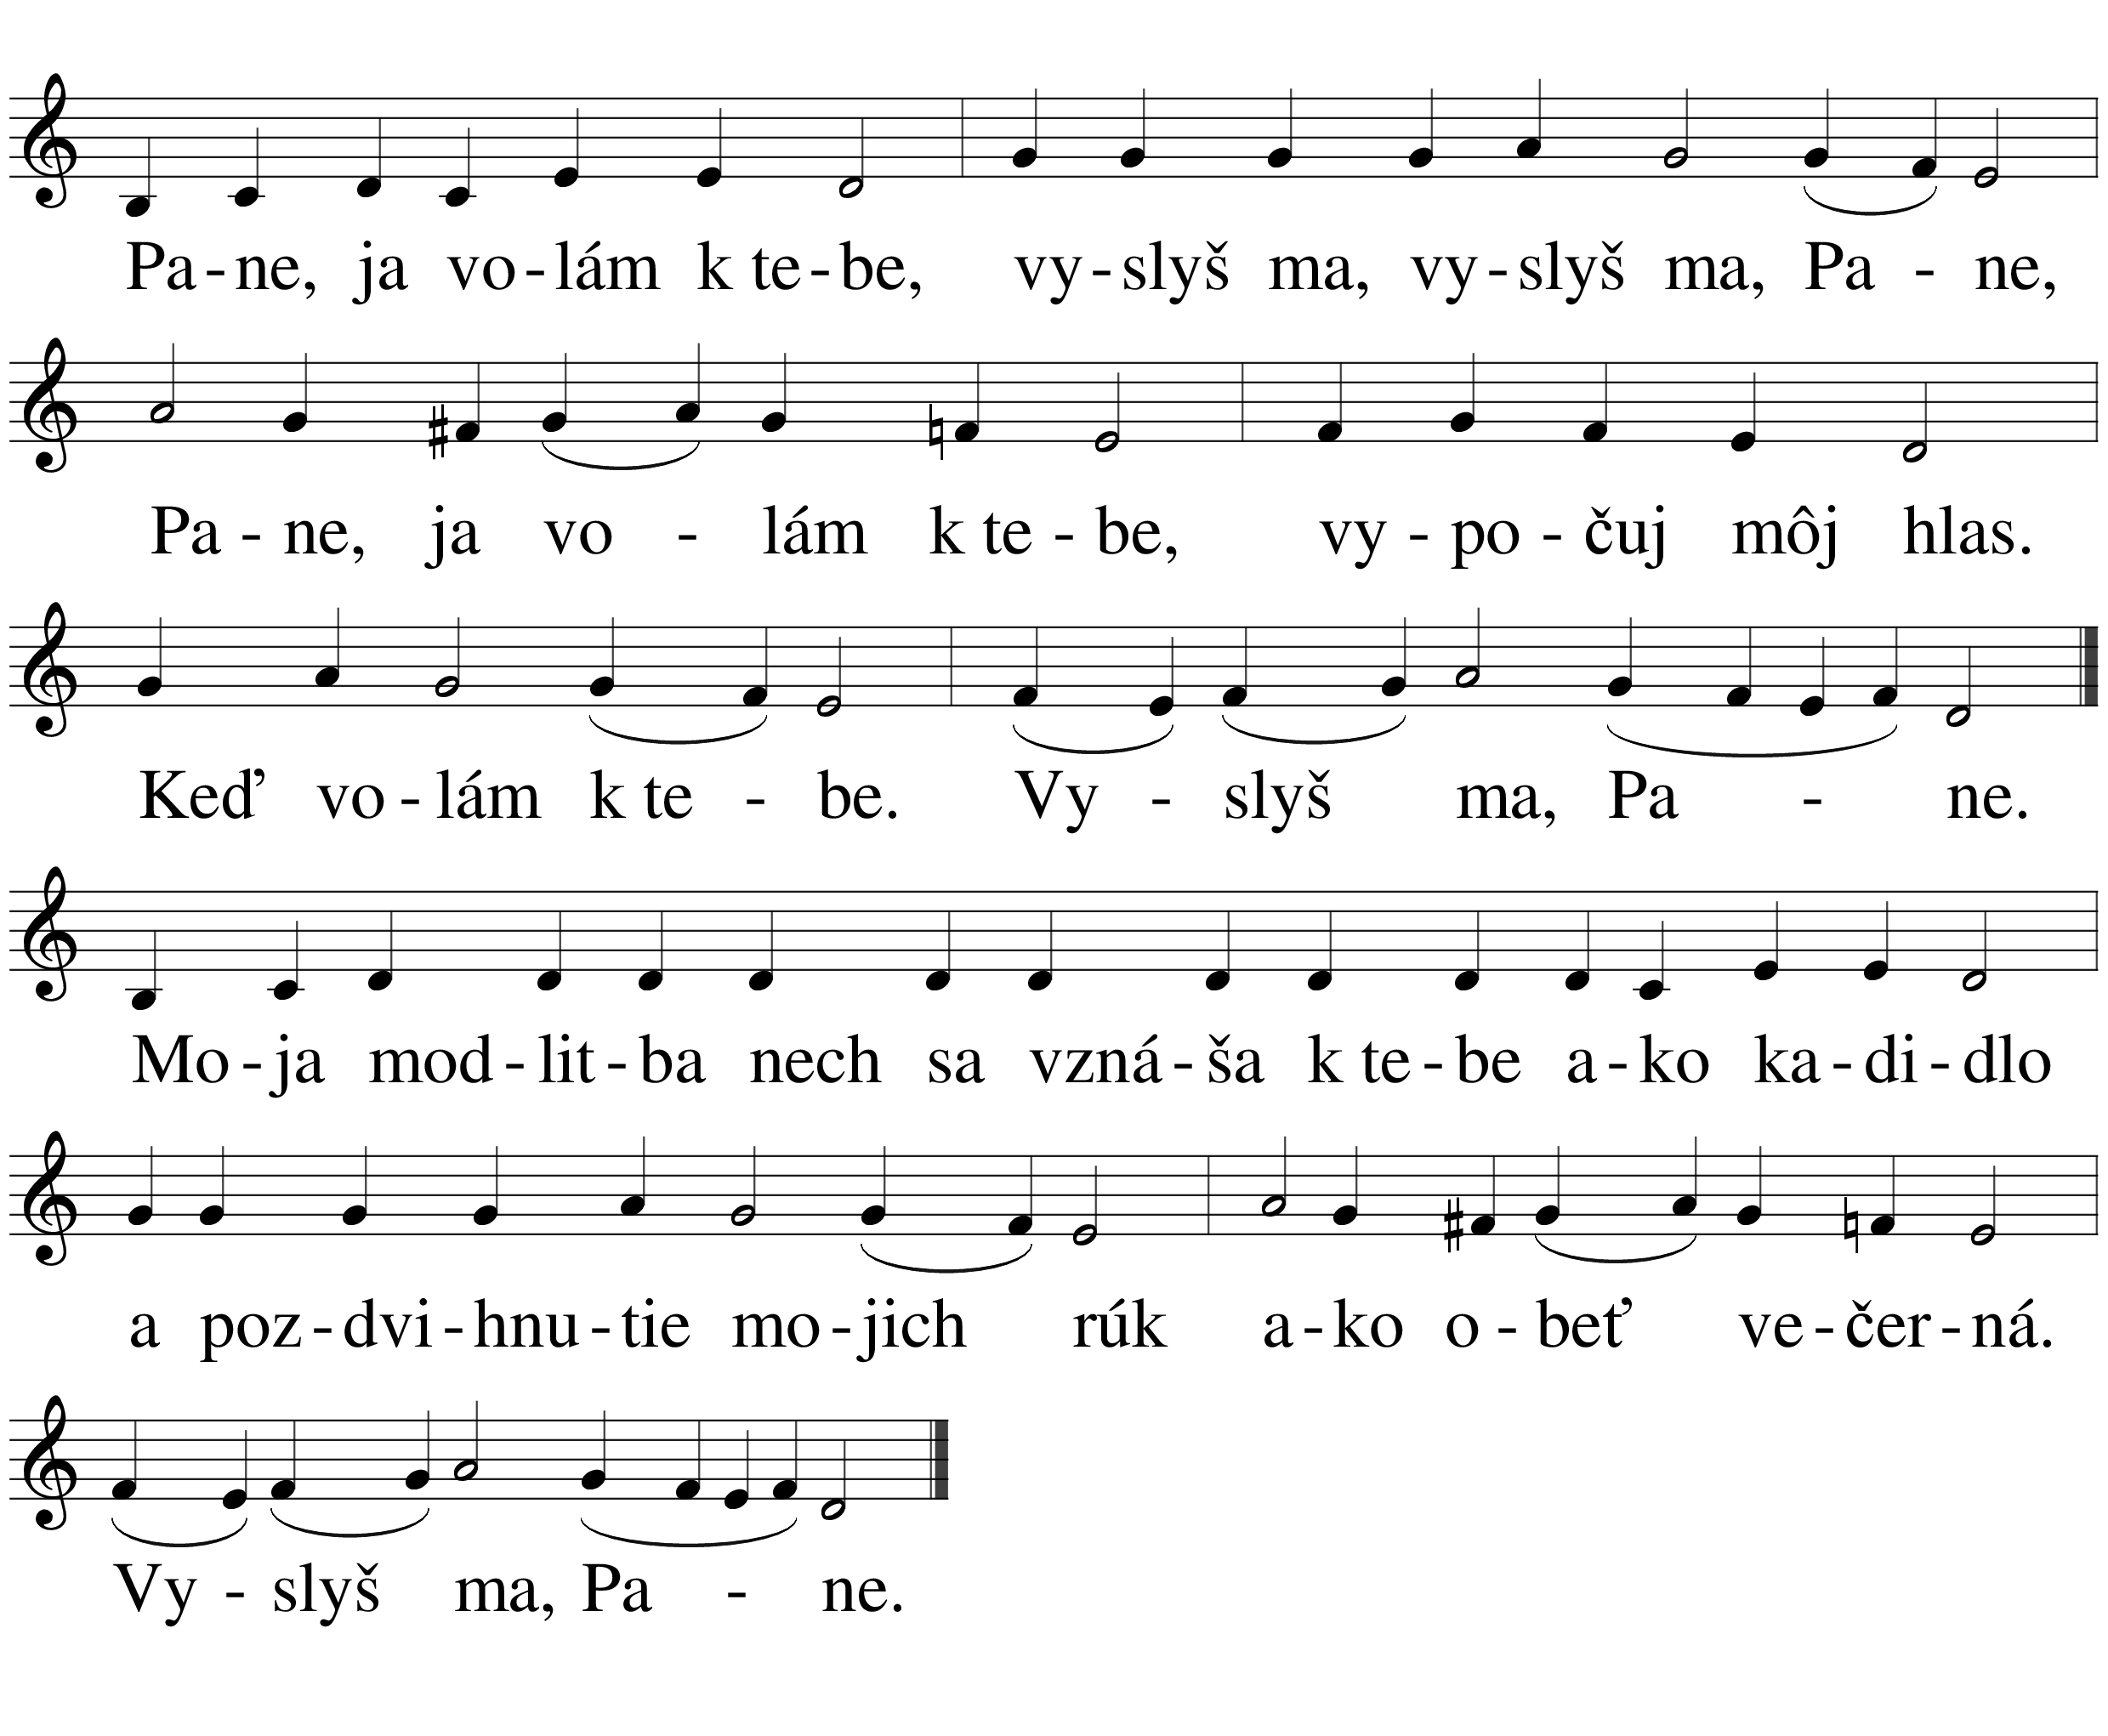 Pa-ne, ja vo-lám k te-be, vy-slyš ma, vy-slyš ma, Pa - ne,
Pa - ne, ja vo - lám k te - be, vy - po - čuj môj hlas.
Keď vo - lám k te - be. Vy - slyš ma, Pa - ne.
Mo - ja mod - lit - ba nech sa vzná - ša k te - be a - ko ka - di - dlo
a poz - dvi - hnu - tie mo - jich rúk a - ko o - beť ve - čer - ná.
Vy - slyš ma, Pa - ne.